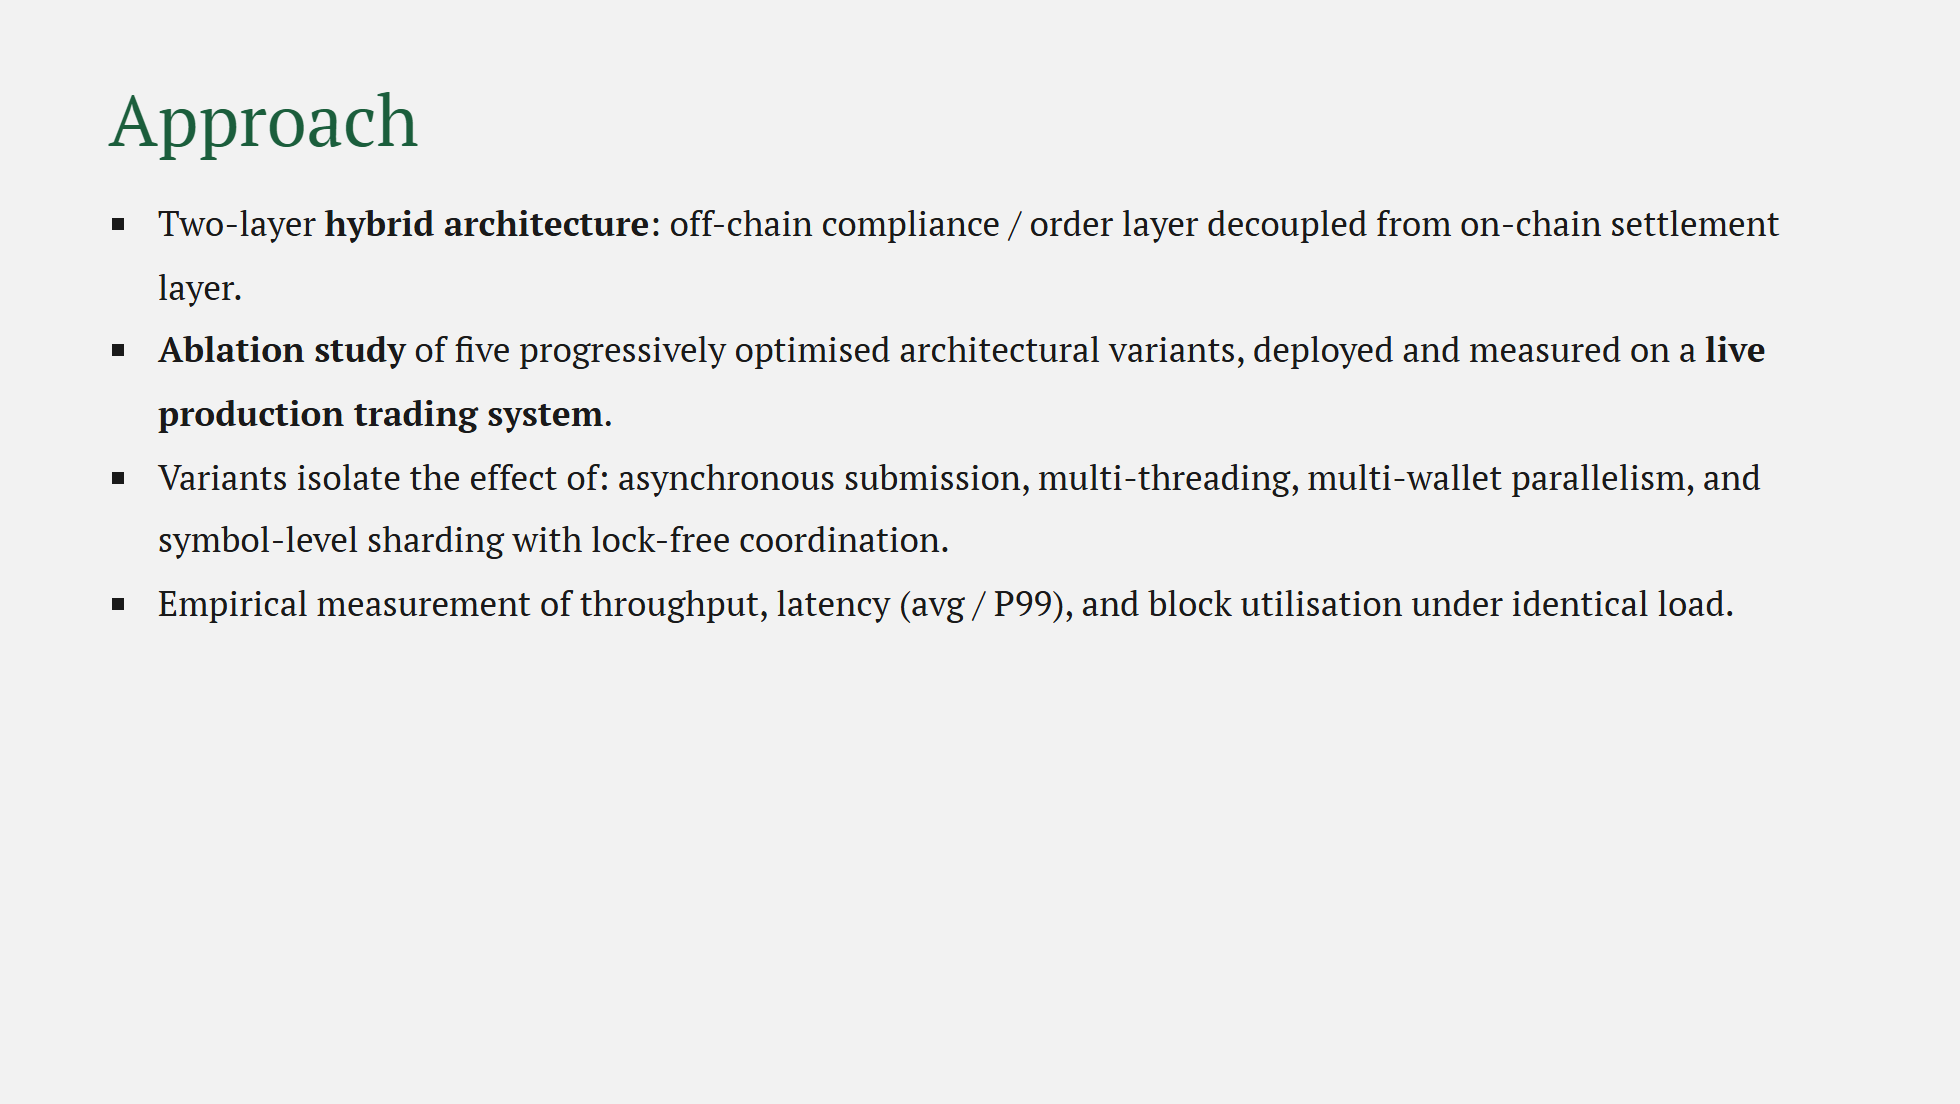 Approach
▪ Two-layer hybrid architecture: off-chain compliance / order layer decoupled from on-chain settlement
layer.
▪ Ablation study of five progressively optimised architectural variants, deployed and measured on a live
production trading system.
▪ Variants isolate the effect of: asynchronous submission, multi-threading, multi-wallet parallelism, and
symbol-level sharding with lock-free coordination.
▪ Empirical measurement of throughput, latency (avg / P99), and block utilisation under identical load.